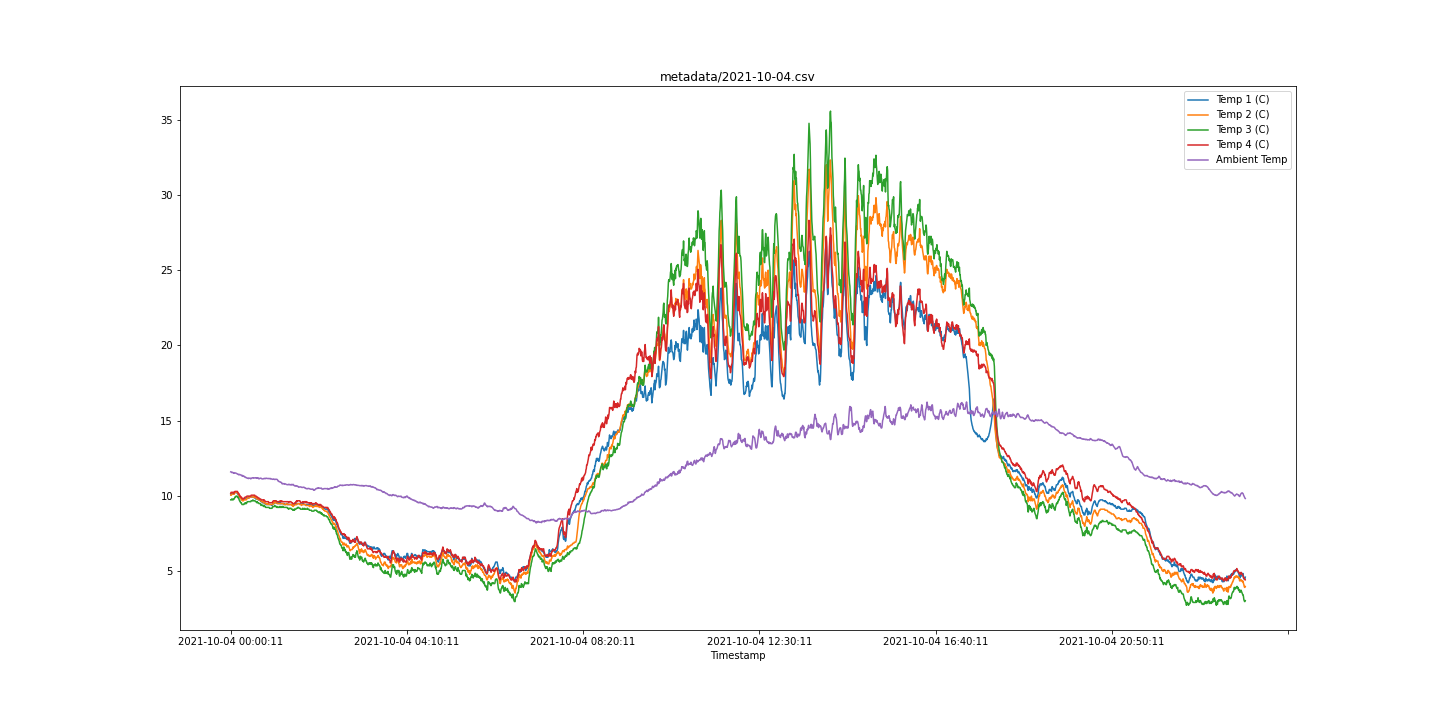 metadata/2021-10-04.csv
Temp 1 (C)
Temp 2 (C)
Temp 3 (C)
Temp 4 (C)
Ambient Temp
35
30
25
20
15
10
5
2021-10-04 00:00:11
2021-10-04 04:10:11
2021-10-04 08:20:11
2021-10-04 12:30:11
2021-10-04 16:40:11
2021-10-04 20:50:11
Timestamp